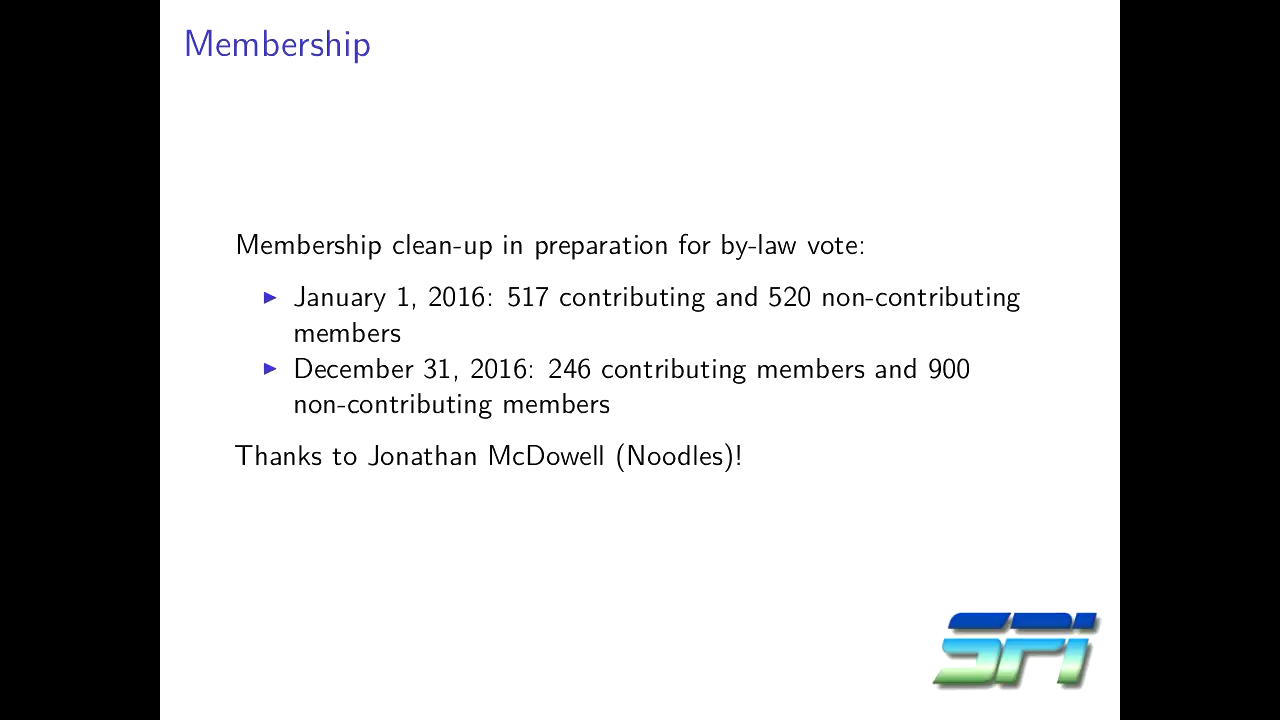 Membership
Membership clean-up in preparation for by-law vote:
▶ January 1, 2016: 517 contributing and 520 non-contributing
members
▶ December 31, 2016: 246 contributing members and 900
non-contributing members
Thanks to Jonathan McDowell (Noodles)!
SPi